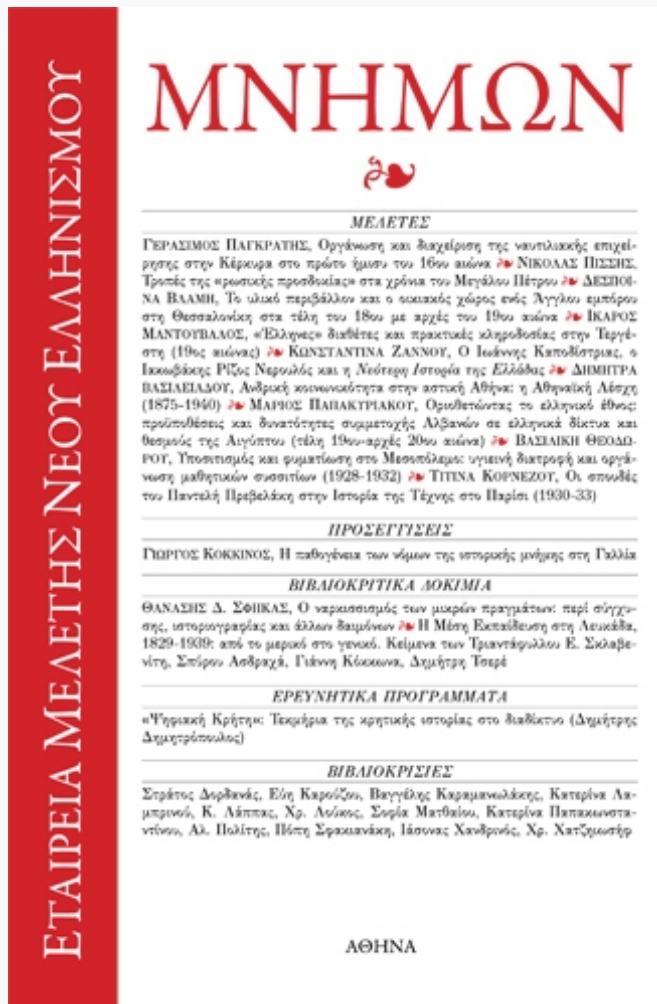 ΕΤΑΙΡΕΙΑ ΜΕΛΕΤΗΣ ΝΕΟΥ ΕΛΛΗΝΙΣΜΟΥ
ΜΝΗΜΩΝ
ΜΕΛΕΤΕΣ
ΓΕΡΑΣΙΜΟΣ ΠΑΓΚΡΑΤΗΣ, Οργάνωση και διαχείριση της ναυτιλιακής επιχεί-
ρησης στην Κέρκυρα στο πρώτο ήμισυ του 16ου αιώνα ΝΙΚΟΛΑΣ ΠΙΣΣΗΣ,
Τροπές της «ρωσικής προσδοκίας» στα χρόνια του Μεγάλου Πέτρου ΔΕΣΠΟΙ-
ΝΑ ΒΛΑΜΗ, Το υλικό περιβάλλον και ο οικιακός χώρος ενός Άγγλου εμπόρου
στη Θεσσαλονίκη στα τέλη του 18ου με αρχές του 19ου αιώνα ΙΚΑΡΟΣ
ΜΑΝΤΟΥΒΑΛΟΣ, «Έλληνες» διαθέτες και πρακτικές κληροδοσίας στην Τεργέ-
στη (19ος αιώνας) ΚΩΝΣΤΑΝΤΙΝΑ ΖΑΝΝΟΥ, Ο Ιωάννης Καποδίστριας, ο
Ιακωβάκης Ρίζος Νερουλός και η Νεότερη Ιστορία της Ελλάδας ΔΗΜΗΤΡΑ
ΒΑΣΙΛΕΙΑΔΟΥ, Ανδρική κοινωνικότητα στην αστική Αθήνα: η Αθηναϊκή Λέσχη
(1875-1940) ΜΑΡΙΟΣ ΠΑΠΑΚΥΡΙΑΚΟΥ, Οριοθετώντας το ελληνικό έθνος:
προϋποθέσεις και δυνατότητες συμμετοχής Αλβανών σε ελληνικά δίκτυα και
θεσμούς της Αιγύπτου (τέλη 19ου-αρχές 20ου αιώνα) ΒΑΣΙΛΙΚΗ ΘΕΟΔΩ-
ΡΟΥ, Υποσιτισμός και φυματίωση στο Μεσοπόλεμο: υγιεινή διατροφή και οργά-
νωση μαθητικών συσσιτίων (1928-1932) ΤΙΤΙΝΑ ΚΟΡΝΕΖΟΥ, Οι σπουδές
του Παντελή Πρεβελάκη στην Ιστορία της Τέχνης στο Παρίσι (1930-33)
ΠΡΟΣΕΓΓΙΣΕΙΣ
ΓΙΩΡΓΟΣ ΚΟΚΚΙΝΟΣ, Η παθογένεια των νόμων της ιστορικής μνήμης στη Γαλλία
ΒΙΒΛΙΟΚΡΙΤΙΚΑ ΔΟΚΙΜΙΑ
ΘΑΝΑΣΗΣ Δ. ΣΦΗΚΑΣ, Ο ναρκισσισμός των μικρών πραγμάτων: περί σύγχυ-
σης, ιστοριογραφίας και άλλων δαιμόνων Η Μέση Εκπαίδευση στη Λευκάδα,
1829-1939: από το μερικό στο γενικό. Κείμενα των Τριαντάφυλλου Ε. Σκλαβε-
νίτη, Σπύρου Ασδραχά, Γιάννη Κόκκωνα, Δημήτρη Τσερέ
ΕΡΕΥΝΗΤΙΚΑ ΠΡΟΓΡΑΜΜΑΤΑ
«Ψηφιακή Κρήτη»: Τεκμήρια της κρητικής ιστορίας στο διαδίκτυο (Δημήτρης
Δημητρόπουλος)
ΒΙΒΛΙΟΚΡΙΣΙΕΣ
Στράτος Δορδανάς, Εύη Καρούζου, Βαγγέλης Καραμανωλάκης, Κατερίνα Λα-
μπρινού, Κ. Λάππας, Χρ. Λούκος, Σοφία Ματθαίου, Κατερίνα Παπακωνστα-
ντίνου, Αλ. Πολίτης, Πόπη Σφακιανάκη, Ιάσονας Χανδρινός, Χρ. Χατζηιωσήφ
ΑΘΗΝΑ